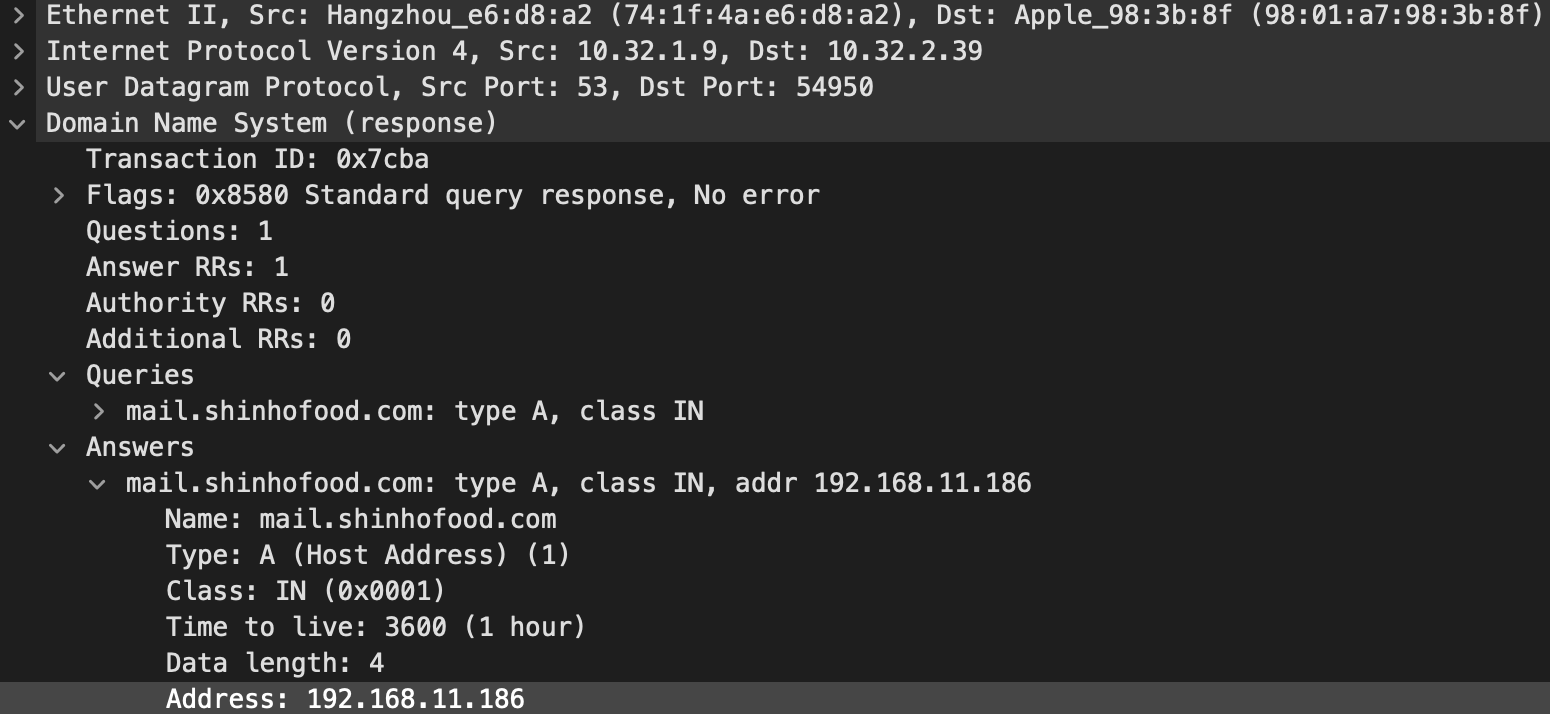 Ethernet II, Src: Hangzhou_e6:d8:a2 (74:1f:4a:e6:d8:a2), Dst: Apple_98:3b:8f (98:01:a7:98:3b:8f)
Internet Protocol Version 4, Src: 10.32.1.9, Dst: 10.32.2.39
User Datagram Protocol, Src Port: 53, Dst Port: 54950
Domain Name System (response)
Transaction ID: 0x7cba
Flags: 0x8580 Standard query response, No error
Questions: 1
Answer RRs: 1
Authority RRs: 0
Additional RRs: 0
Queries
mail.shinhofood.com: type A, class IN
Answers
mail.shinhofood.com: type A, class IN, addr 192.168.11.186
Name: mail.shinhofood.com
Type: A (Host Address) (1)
Class: IN (0x0001)
Time to live: 3600 (1 hour)
Data length: 4
Address: 192.168.11.186